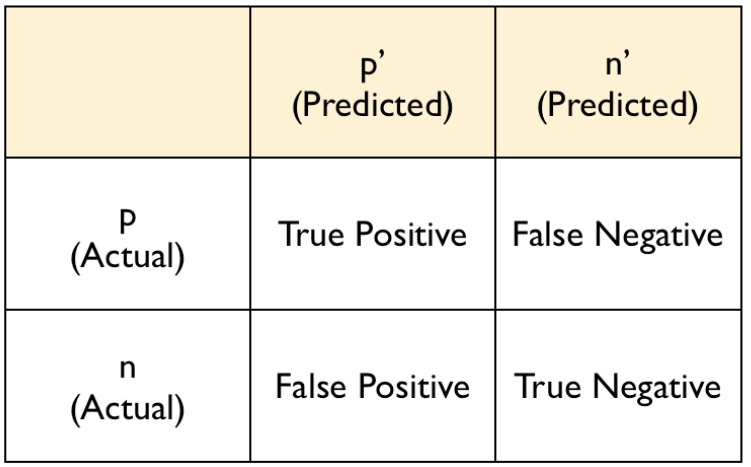 p’
(Predicted)
n’
(Predicted)
p
(Actual)
True Positive
False Negative
n
(Actual)
False Positive
True Negative